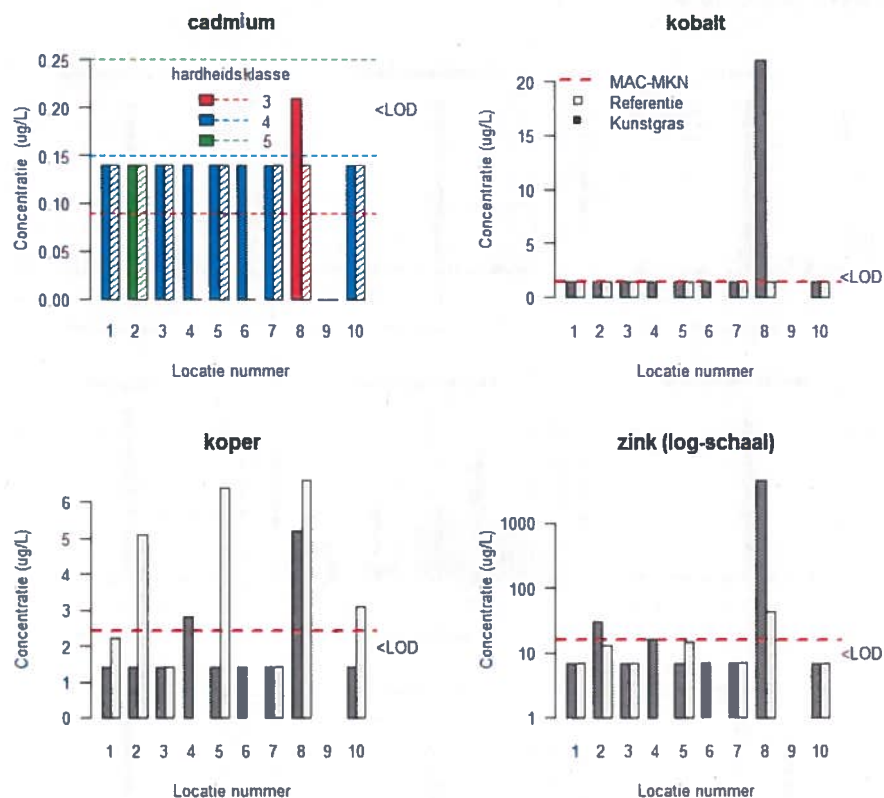 cadmium
Concentratie (ug/L)
0.25
0.20
0.15
0.10
0.05
0.00
hardheidsklasse
3
4
5
<LOD
1 2 3 4 5 6 7 8 9 10
Locatie nummer
kobalt
Concentratie (ug/L)
20
15
10
5
0
MAC-MKN
Referentie
Kunstgras
<LOD
1 2 3 4 5 6 7 8 9 10
Locatie nummer
koper
Concentratie (ug/L)
6
5
4
3
2
1
0
<LOD
1 2 3 4 5 6 7 8 9 10
Locatie nummer
zink (log-schaal)
Concentratie (ug/L)
1000
100
10
1
<LOD
1 2 3 4 5 6 7 8 9 10
Locatie nummer